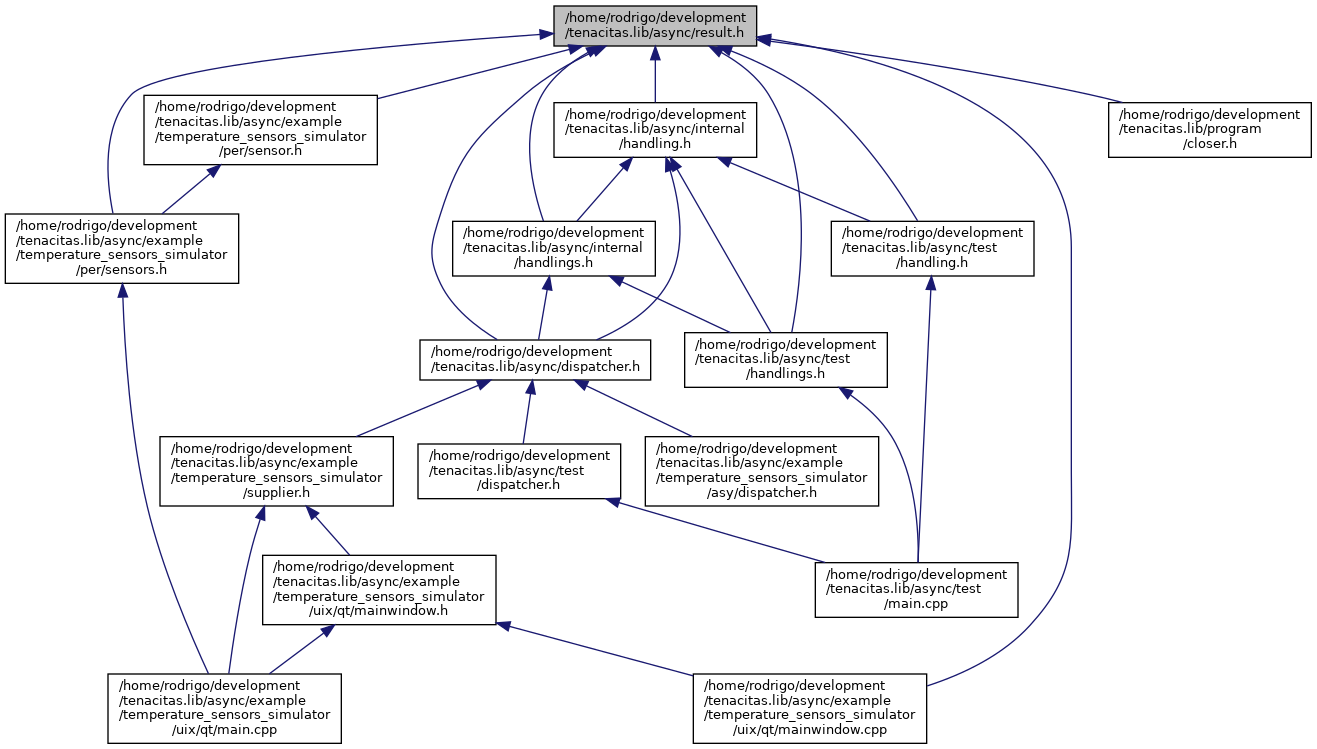 /home/rodrigo/development
/tenacitas.lib/async/result.h
/home/rodrigo/development
/tenacitas.lib/async/example
/temperature_sensors_simulator
/per/sensor.h
/home/rodrigo/development
/tenacitas.lib/async/internal
/handling.h
/home/rodrigo/development
/tenacitas.lib/program
/closer.h
/home/rodrigo/development
/tenacitas.lib/async/example
/temperature_sensors_simulator
/per/sensors.h
/home/rodrigo/development
/tenacitas.lib/async/internal
/handlings.h
/home/rodrigo/development
/tenacitas.lib/async/test
/handling.h
/home/rodrigo/development
/tenacitas.lib/async/dispatcher.h
/home/rodrigo/development
/tenacitas.lib/async/test
/handlings.h
/home/rodrigo/development
/tenacitas.lib/async/example
/temperature_sensors_simulator
/supplier.h
/home/rodrigo/development
/tenacitas.lib/async/test
/dispatcher.h
/home/rodrigo/development
/tenacitas.lib/async/example
/temperature_sensors_simulator
/asy/dispatcher.h
/home/rodrigo/development
/tenacitas.lib/async/example
/temperature_sensors_simulator
/uix/qt/mainwindow.h
/home/rodrigo/development
/tenacitas.lib/async/test
/main.cpp
/home/rodrigo/development
/tenacitas.lib/async/example
/temperature_sensors_simulator
/uix/qt/main.cpp
/home/rodrigo/development
/tenacitas.lib/async/example
/temperature_sensors_simulator
/uix/qt/mainwindow.cpp